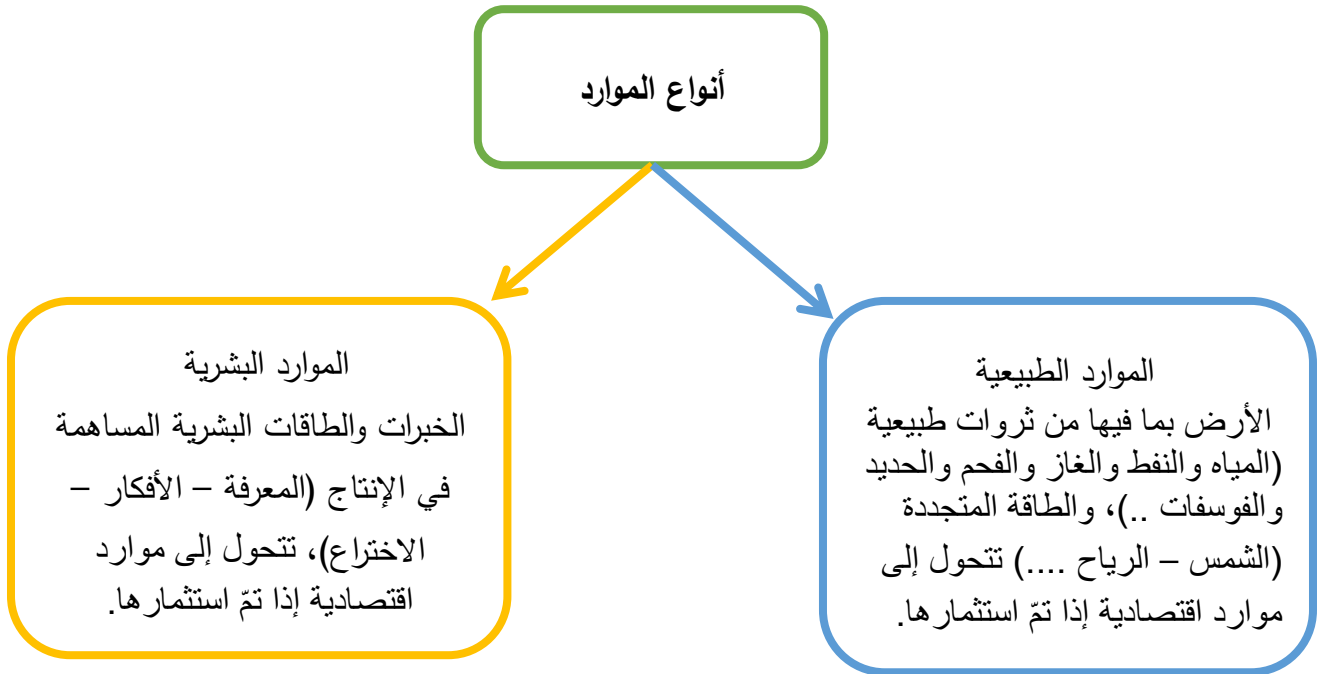 أنواع الموارد
الموارد الطبيعية
الأرض بما فيها من ثروات طبيعية
(المياه والنفط والغاز والفحم والحديد
والفوسفات ..)، والطاقة المتجددة
(الشمس – الرياح ....) تتحول إلى
موارد اقتصادية إذا تمّ استثمارها.
الموارد البشرية
الخبرات والطاقات البشرية المساهمة
في الإنتاج (المعرفة – الأفكار –
الاختراع)، تتحول إلى موارد
اقتصادية إذا تمّ استثمارها.